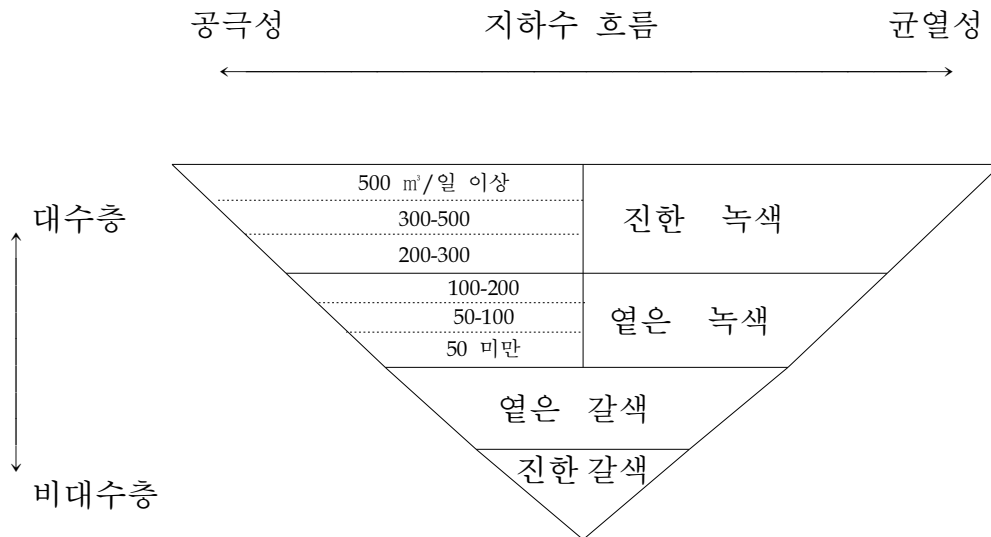 공극성 지하수 흐름 균열성
500 ㎥/일 이상
대수층 300-500 진한 녹색
200-300
100-200
50-100 옅은 녹색
50 미만
옅은 갈색
진한 갈색
비대수층